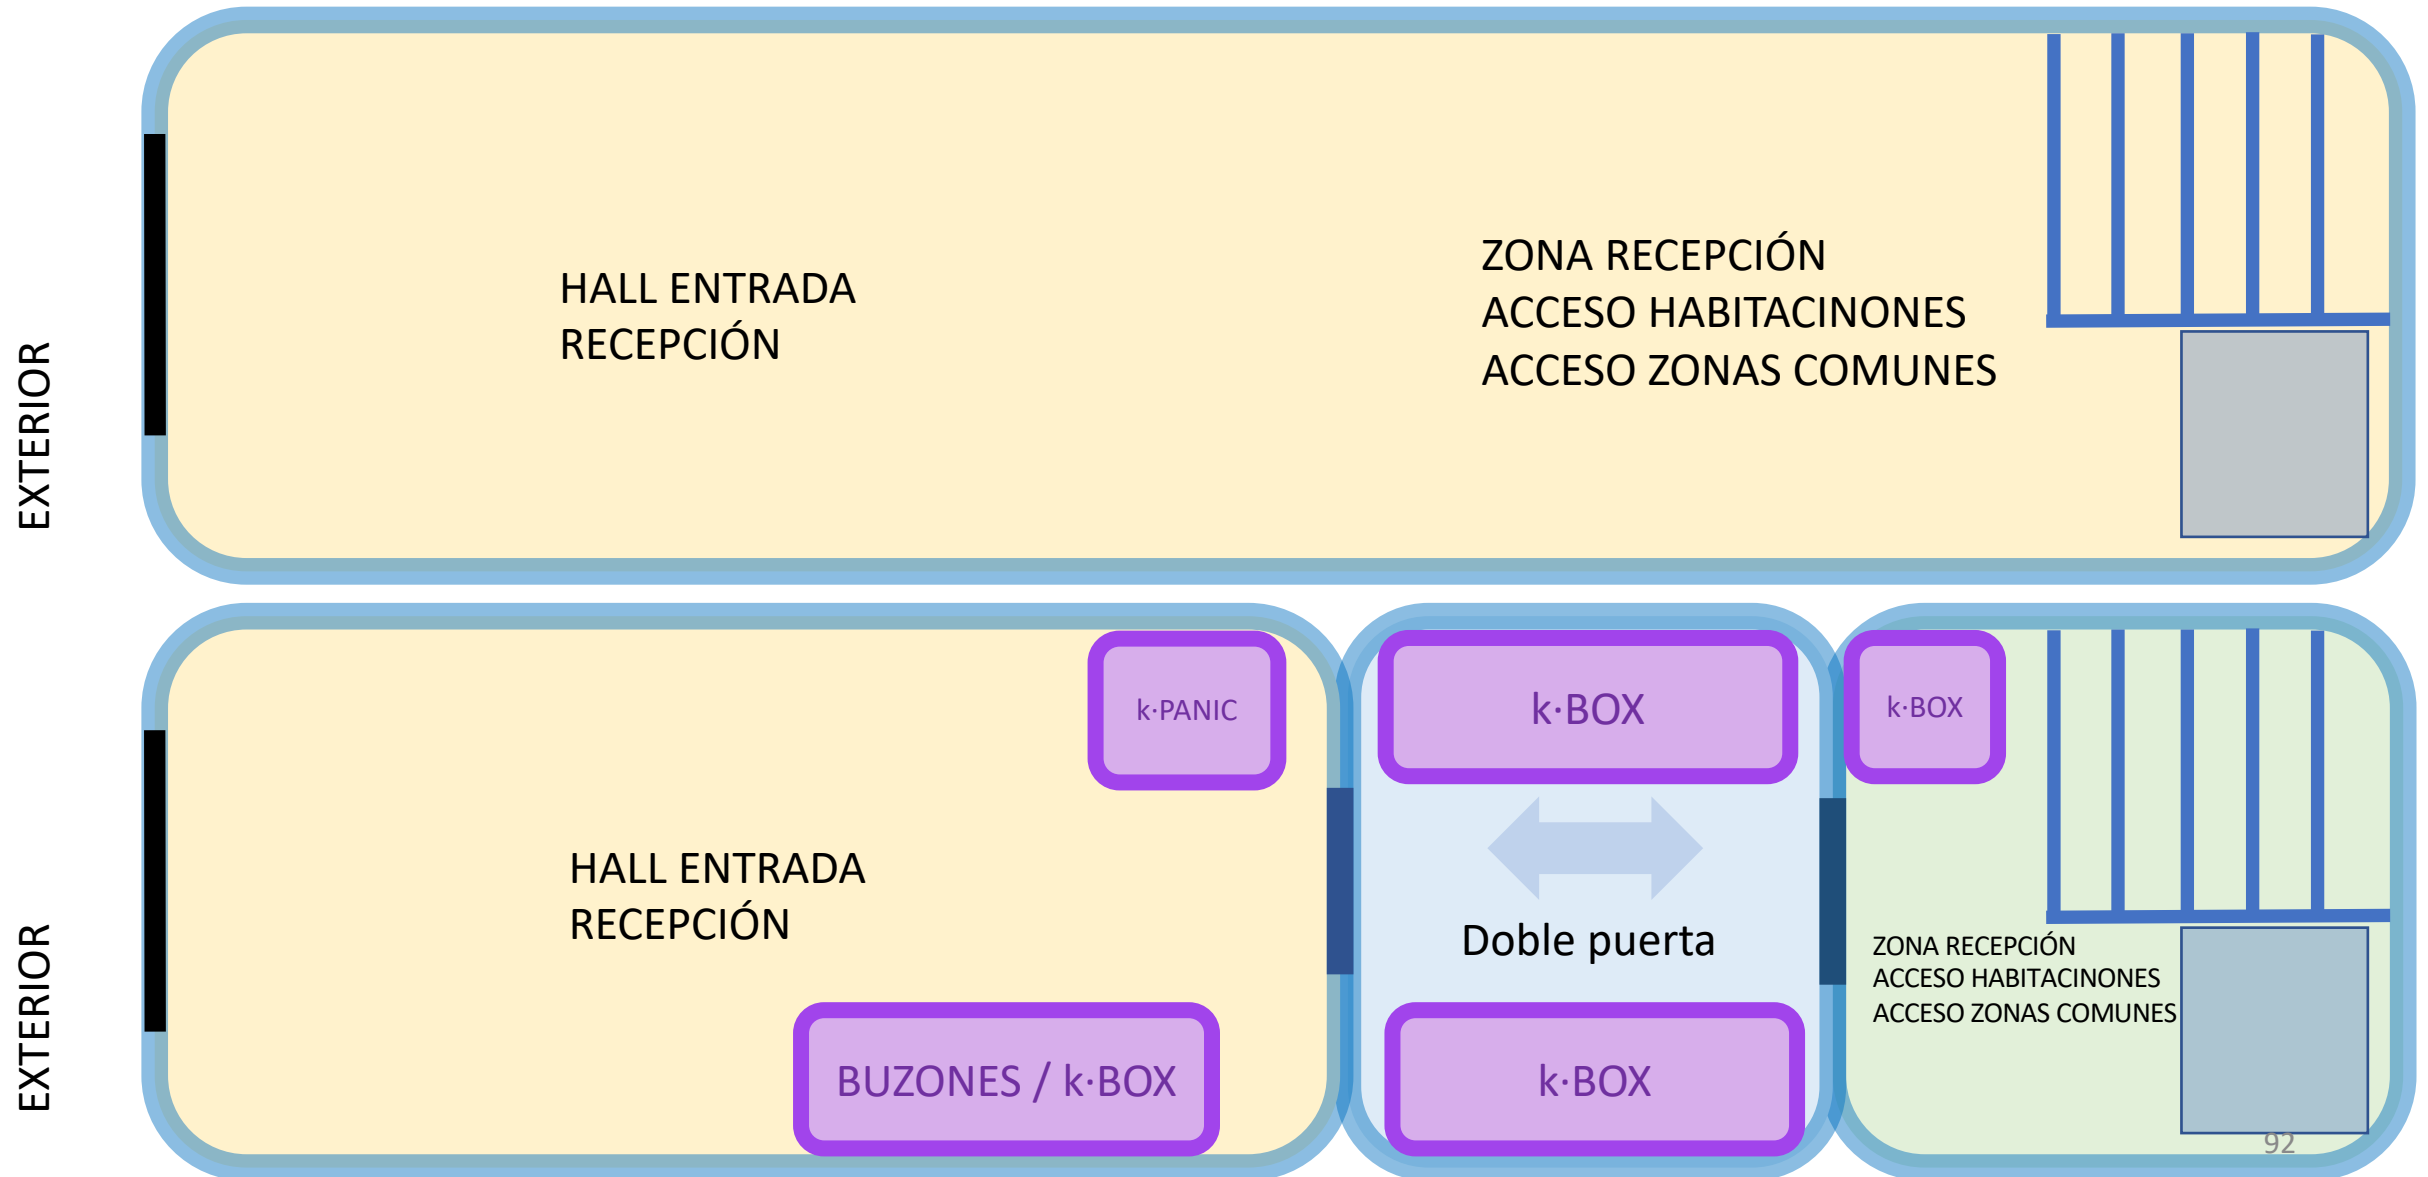 EXTERIOR
HALL ENTRADA
RECEPCIÓN
ZONA RECEPCIÓN
ACCESO HABITACINONES
ACCESO ZONAS COMUNES
EXTERIOR
k·PANIC
k·BOX
k·BOX
HALL ENTRADA
RECEPCIÓN
Doble puerta
ZONA RECEPCIÓN
ACCESO HABITACINONES
ACCESO ZONAS COMUNES
BUZONES / k·BOX
k·BOX
92